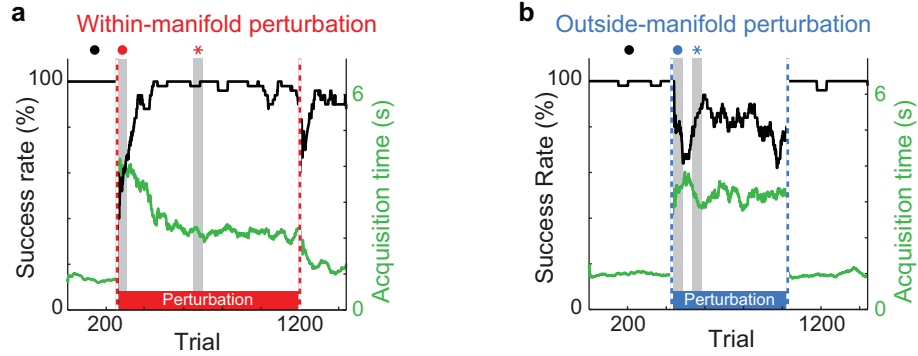 a
Within-manifold perturbation
100
0
Success rate (%)
6
0
Acquisition time (s)
Perturbation
200
1200
Trial
b
Outside-manifold perturbation
*
100
0
Success Rate (%)
6
0
Acquisition time (s)
Perturbation
200
1200
Trial